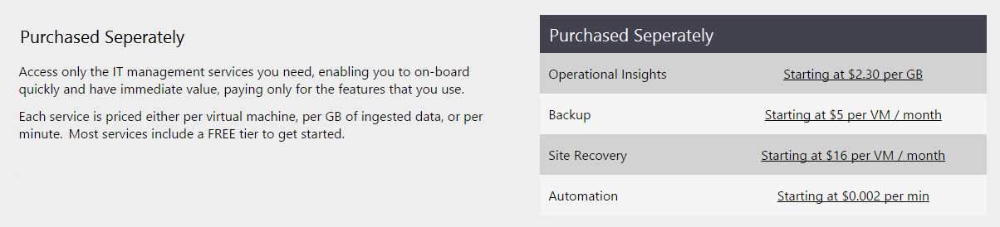 Purchased Seperately
Access only the IT management services you need, enabling you to on-board
quickly and have immediate value, paying only for the features that you use.
Each service is priced either per virtual machine, per GB of ingested data, or per
minute. Most services include a FREE tier to get started.
Purchased Seperately
Operational Insights Starting at $2.30 per GB
Backup Starting at $5 per VM / month
Site Recovery Starting at $16 per VM / month
Automation Starting at $0.002 per min